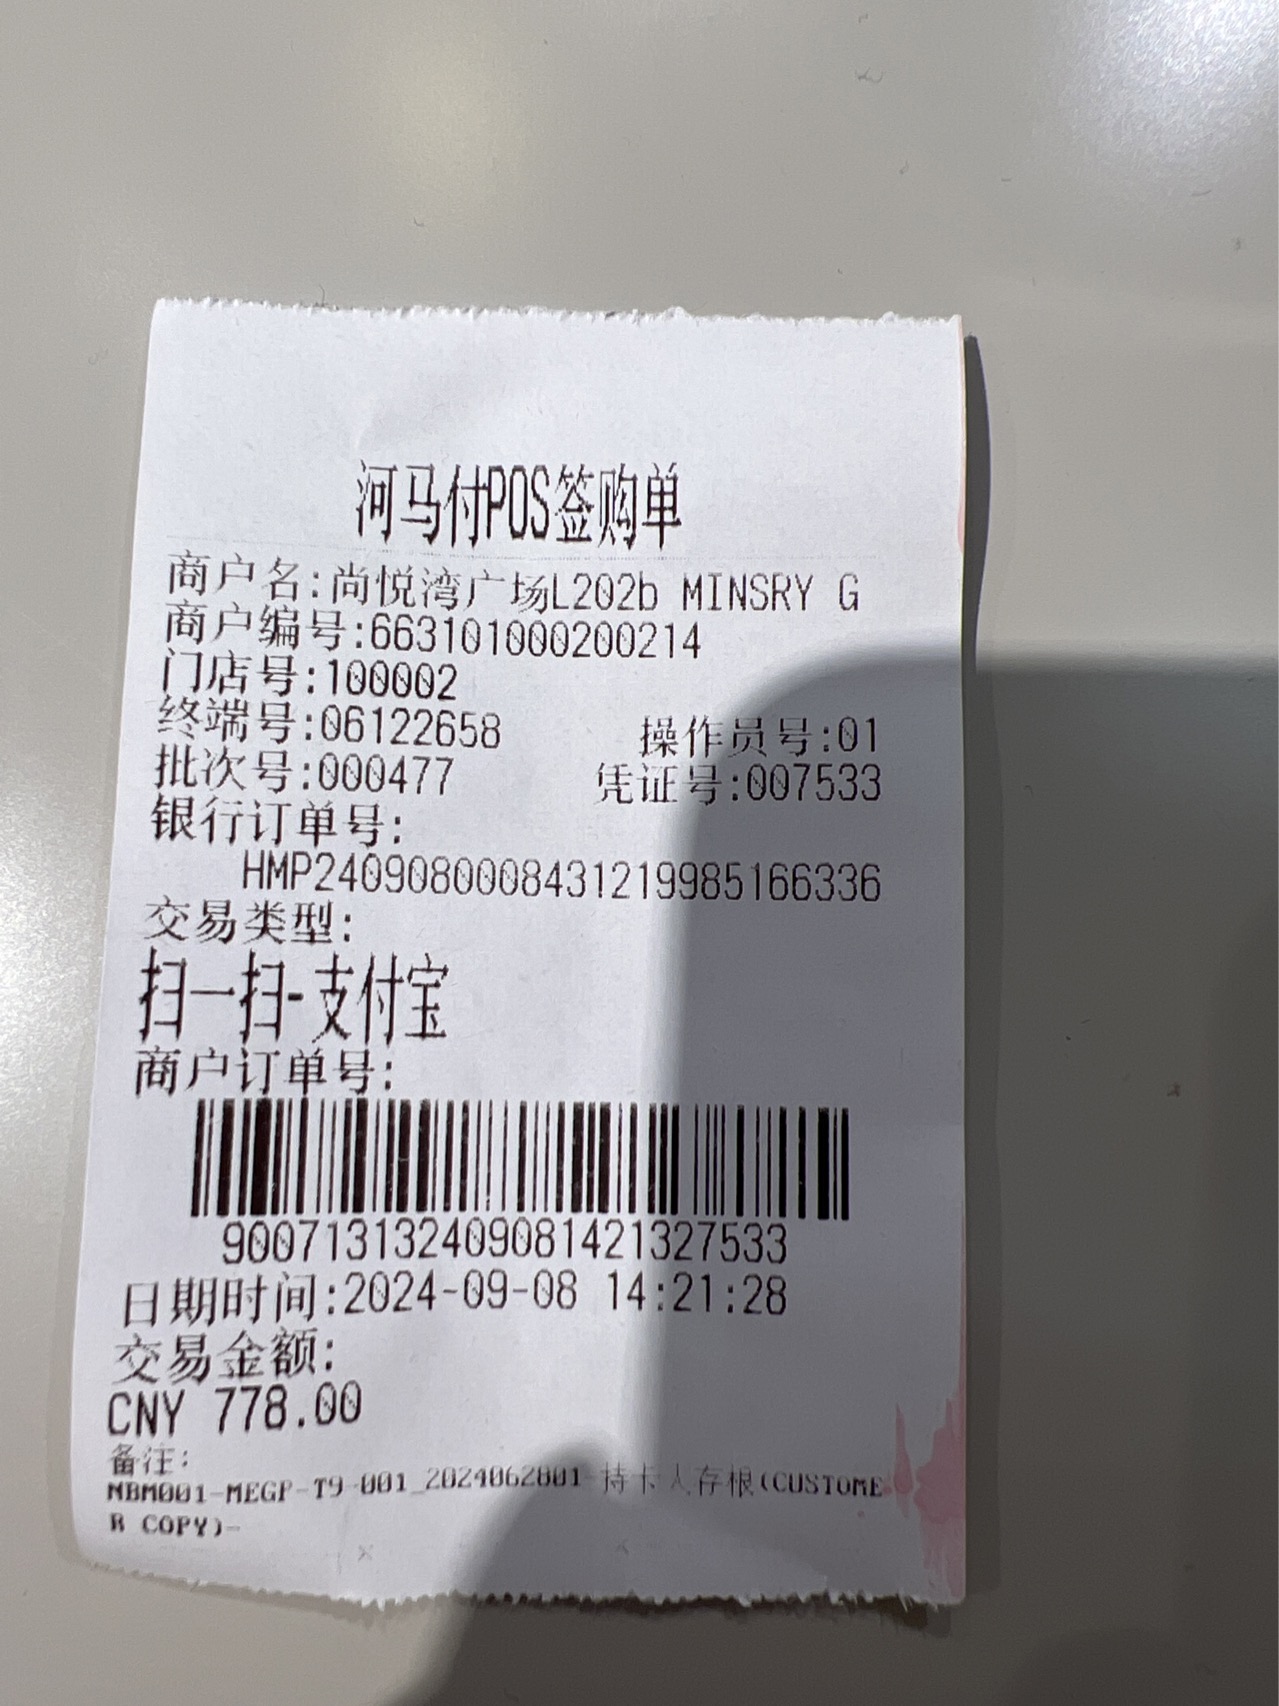 河马付POS签购单
商户名:尚悦湾广场L202b MINSRY G
商户编号:663101000200214
门店号:100002
终端号:06122658 操作员号:01
批次号:000477 凭证号:007533
银行订单号:
HMP240908000843121998516633​6
交易类型:
扫一扫-支付宝
商户订单号:
9007131324090814213275​33
日期时间:2024-09-08 14:21:28
交易金额:
CNY 778.00
备注:
NBM001-MEGP-T9-001_2024062801-持卡人存根(CUSTOME
R COPY)-